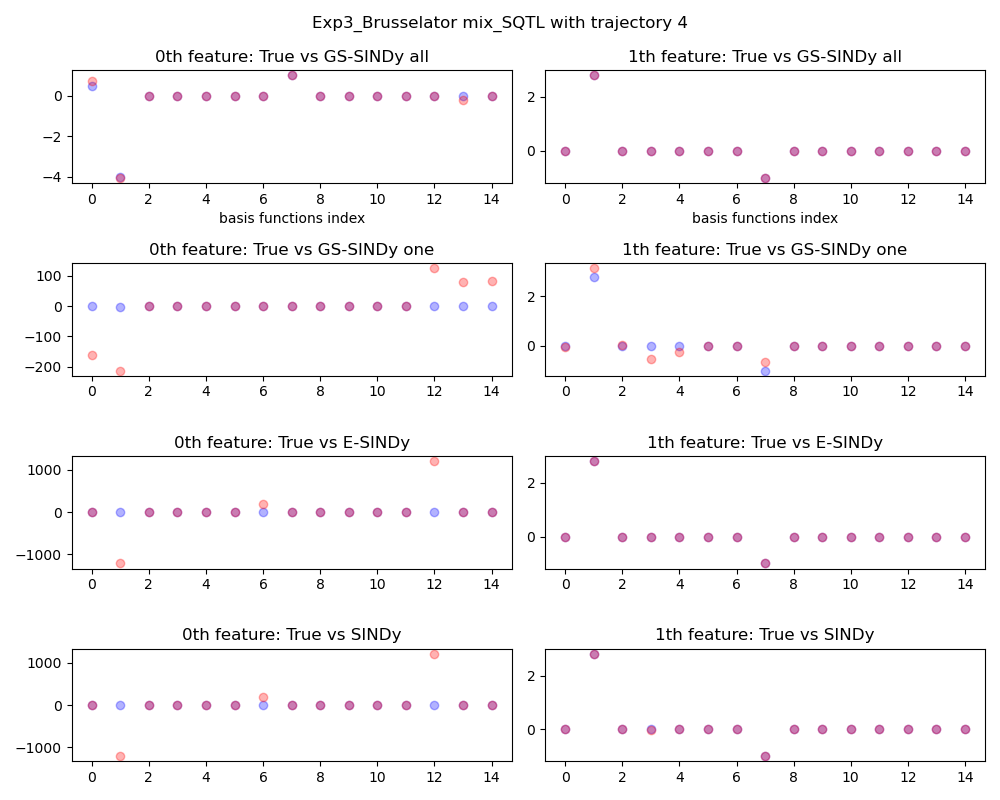 Exp3_Brusselator mix_SQTL with trajectory 4
0th feature: True vs GS-SINDy all
0
−2
−4
0 2 4 6 8 10 12 14
basis functions index
1th feature: True vs GS-SINDy all
2
0
0 2 4 6 8 10 12 14
basis functions index
0th feature: True vs GS-SINDy one
100
0
−100
−200
0 2 4 6 8 10 12 14
1th feature: True vs GS-SINDy one
2
0
0 2 4 6 8 10 12 14
0th feature: True vs E-SINDy
1000
0
−1000
0 2 4 6 8 10 12 14
1th feature: True vs E-SINDy
2
0
0 2 4 6 8 10 12 14
0th feature: True vs SINDy
1000
0
−1000
0 2 4 6 8 10 12 14
1th feature: True vs SINDy
2
0
0 2 4 6 8 10 12 14